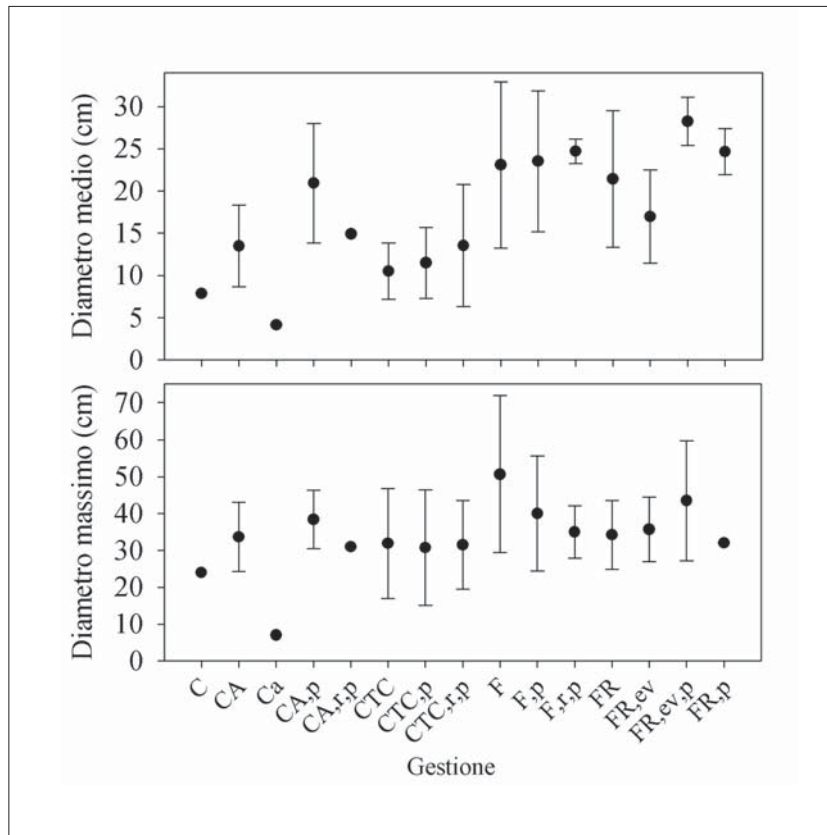 Diametro medio (cm)
30
25
20
15
10
5
0
Diametro massimo (cm)
70
60
50
40
30
20
10
0
C
CA
Ca
CA,p
CA,r,p
CTC
CTC,p
CTC,r,p
F
F,p
F,r,p
FR
FR,ev
FR,ev,p
FR,p
Gestione